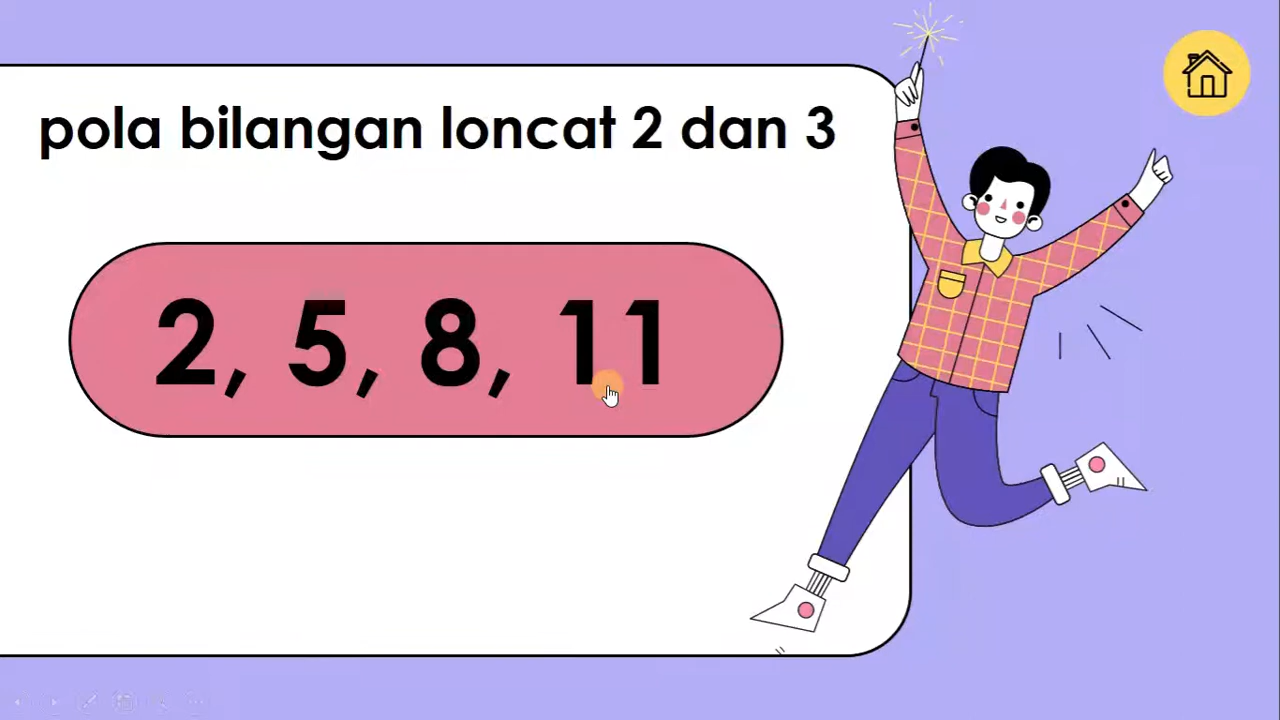 pola bilangan loncat 2 dan 3
2, 5, 8, 11